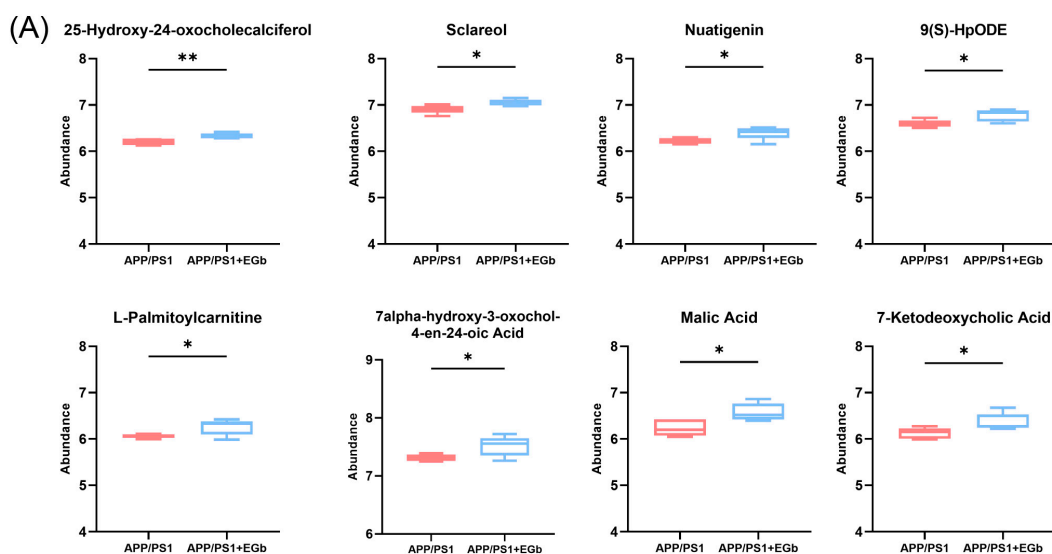 (A)
25-Hydroxy-24-oxocholecalciferol
Abundance
8
7
6
5
4
**
APP/PS1
APP/PS1+EGb
Sclareol
Abundance
8
7
6
5
4
*
APP/PS1
APP/PS1+EGb
Nuatigenin
Abundance
8
7
6
5
4
*
APP/PS1
APP/PS1+EGb
9(S)-HpODE
Abundance
8
7
6
5
4
*
APP/PS1
APP/PS1+EGb
L-Palmitoylcarnitine
Abundance
8
7
6
5
4
*
APP/PS1
APP/PS1+EGb
7alpha-hydroxy-3-oxochol-
4-en-24-oic Acid
Abundance
9
8
7
6
*
APP/PS1
APP/PS1+EGb
Malic Acid
Abundance
8
7
6
5
4
*
APP/PS1
APP/PS1+EGb
7-Ketodeoxycholic Acid
Abundance
8
7
6
5
4
*
APP/PS1
APP/PS1+EGb